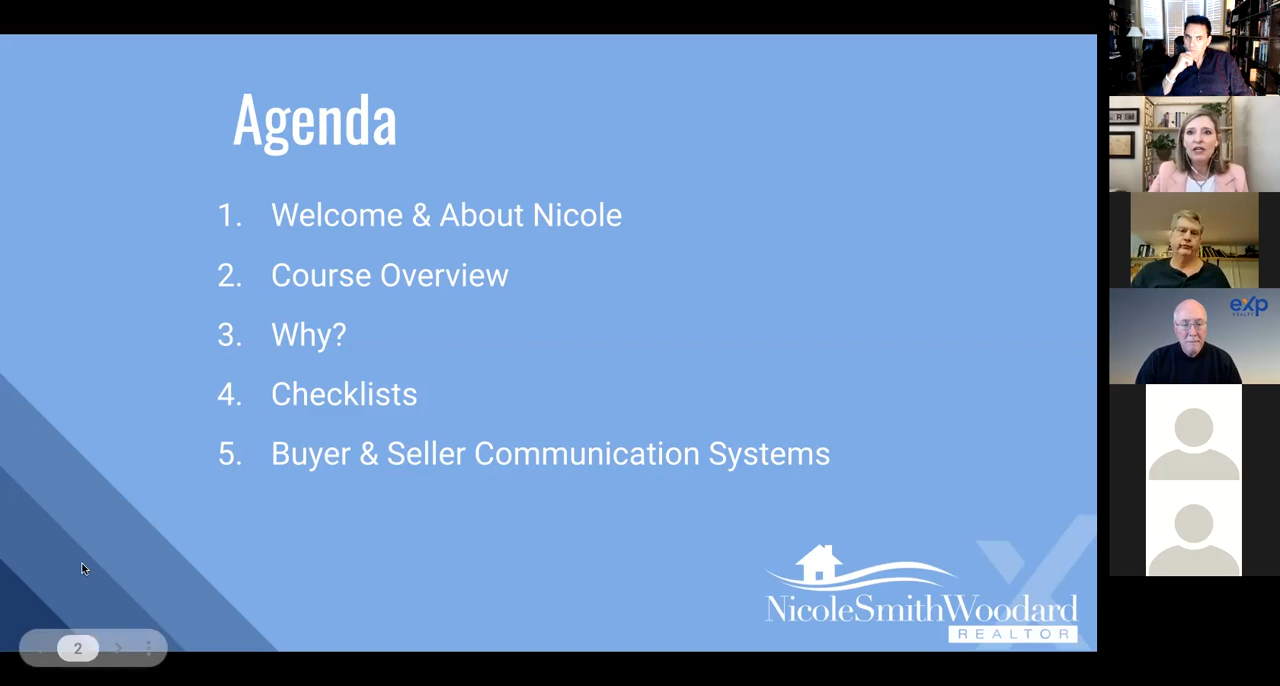 Agenda
1. Welcome & About Nicole
2. Course Overview
3. Why?
4. Checklists
5. Buyer & Seller Communication Systems
NicoleSmithWoodard
REALTOR
2
eXp
REALTY